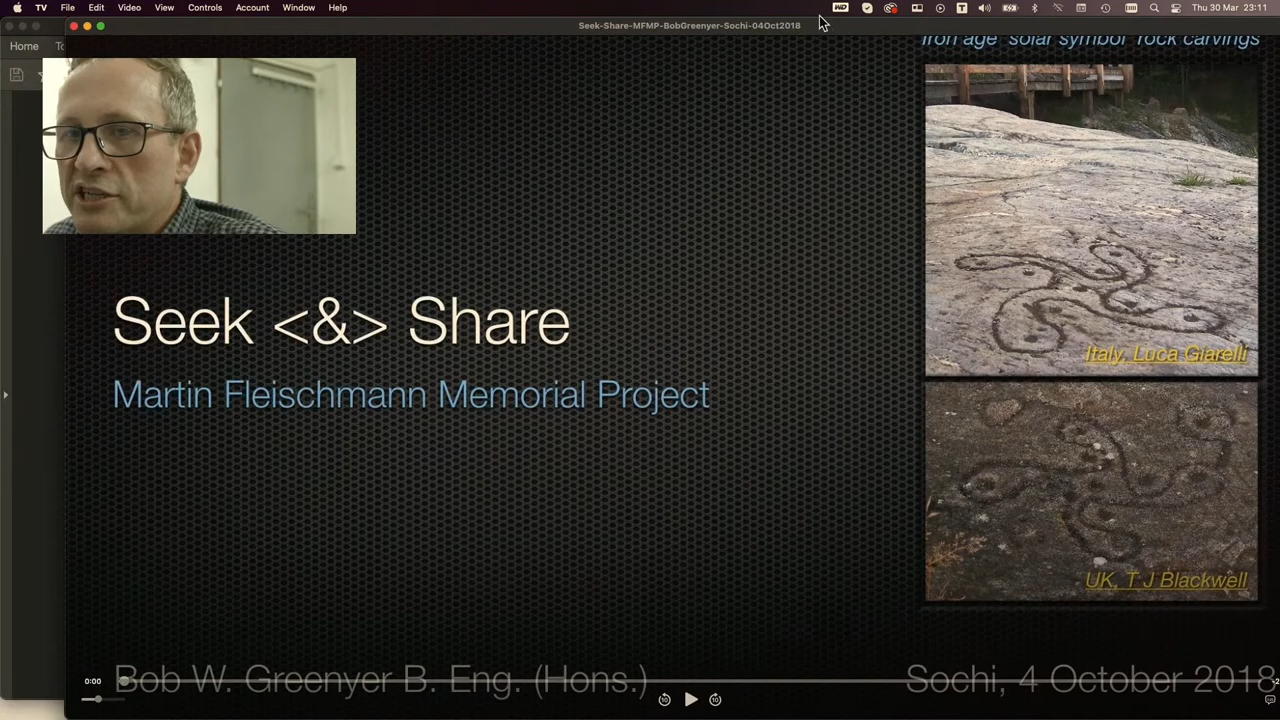 TV File Edit Video View Controls Account Window Help
Thu 30 Mar 23:11
Seek-Share-MFMP-BobGreenyer-Sochi-04Oct2018
Home
Iron age 'solar symbol' rock carvings
Seek <&> Share
Martin Fleischmann Memorial Project
Italy, Luca Giarelli
UK, T J Blackwell
Bob W. Greenyer B. Eng. (Hons.)
Sochi, 4 October 2018
0:00
10
10